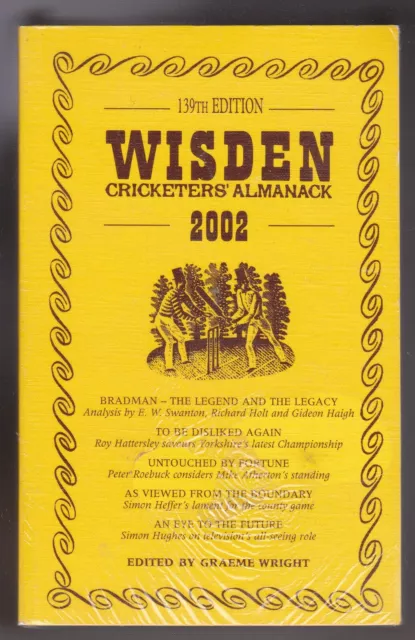 139TH EDITION
WISDEN
CRICKETERS' ALMANACK
2002
BRADMAN – THE LEGEND AND THE LEGACY
Analysis by E. W. Swanton, Richard Holt and Gideon Haigh
TO BE DISLIKED AGAIN
Roy Hattersley savours Yorkshire's latest Championship
UNTOUCHED BY FORTUNE
Peter Roebuck considers Mike Atherton's standing
AS VIEWED FROM THE BOUNDARY
Simon Heffer's lament for the county game
AN EYE TO THE FUTURE
Simon Hughes on television's all-seeing role
EDITED BY GRAEME WRIGHT